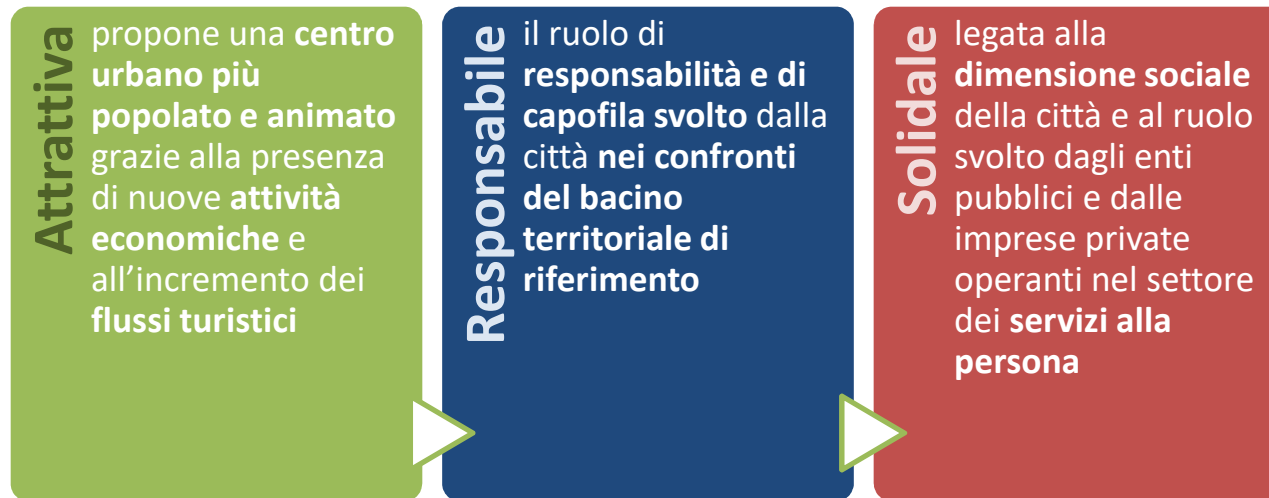 Attrattiva
propone una centro
urbano più
popolato e animato
grazie alla presenza
di nuove attività
economiche e
all'incremento dei
flussi turistici
Responsabile
il ruolo di
responsabilità e di
capofila svolto dalla
città nei confronti
del bacino
territoriale di
riferimento
Solidale
legata alla
dimensione sociale
della città e al ruolo
svolto dagli enti
pubblici e dalle
imprese private
operanti nel settore
dei servizi alla
persona